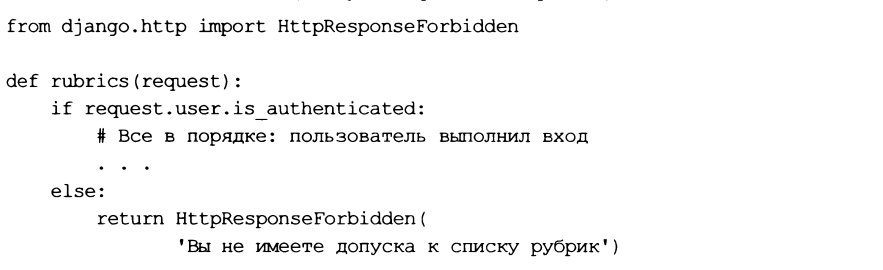 from django.http import HttpResponseForbidden
def rubrics(request):
if request.user.is_authenticated:
# Все в порядке: пользователь выполнил вход
. . .
else:
return HttpResponseForbidden(
'Вы не имеете допуска к списку рубрик')